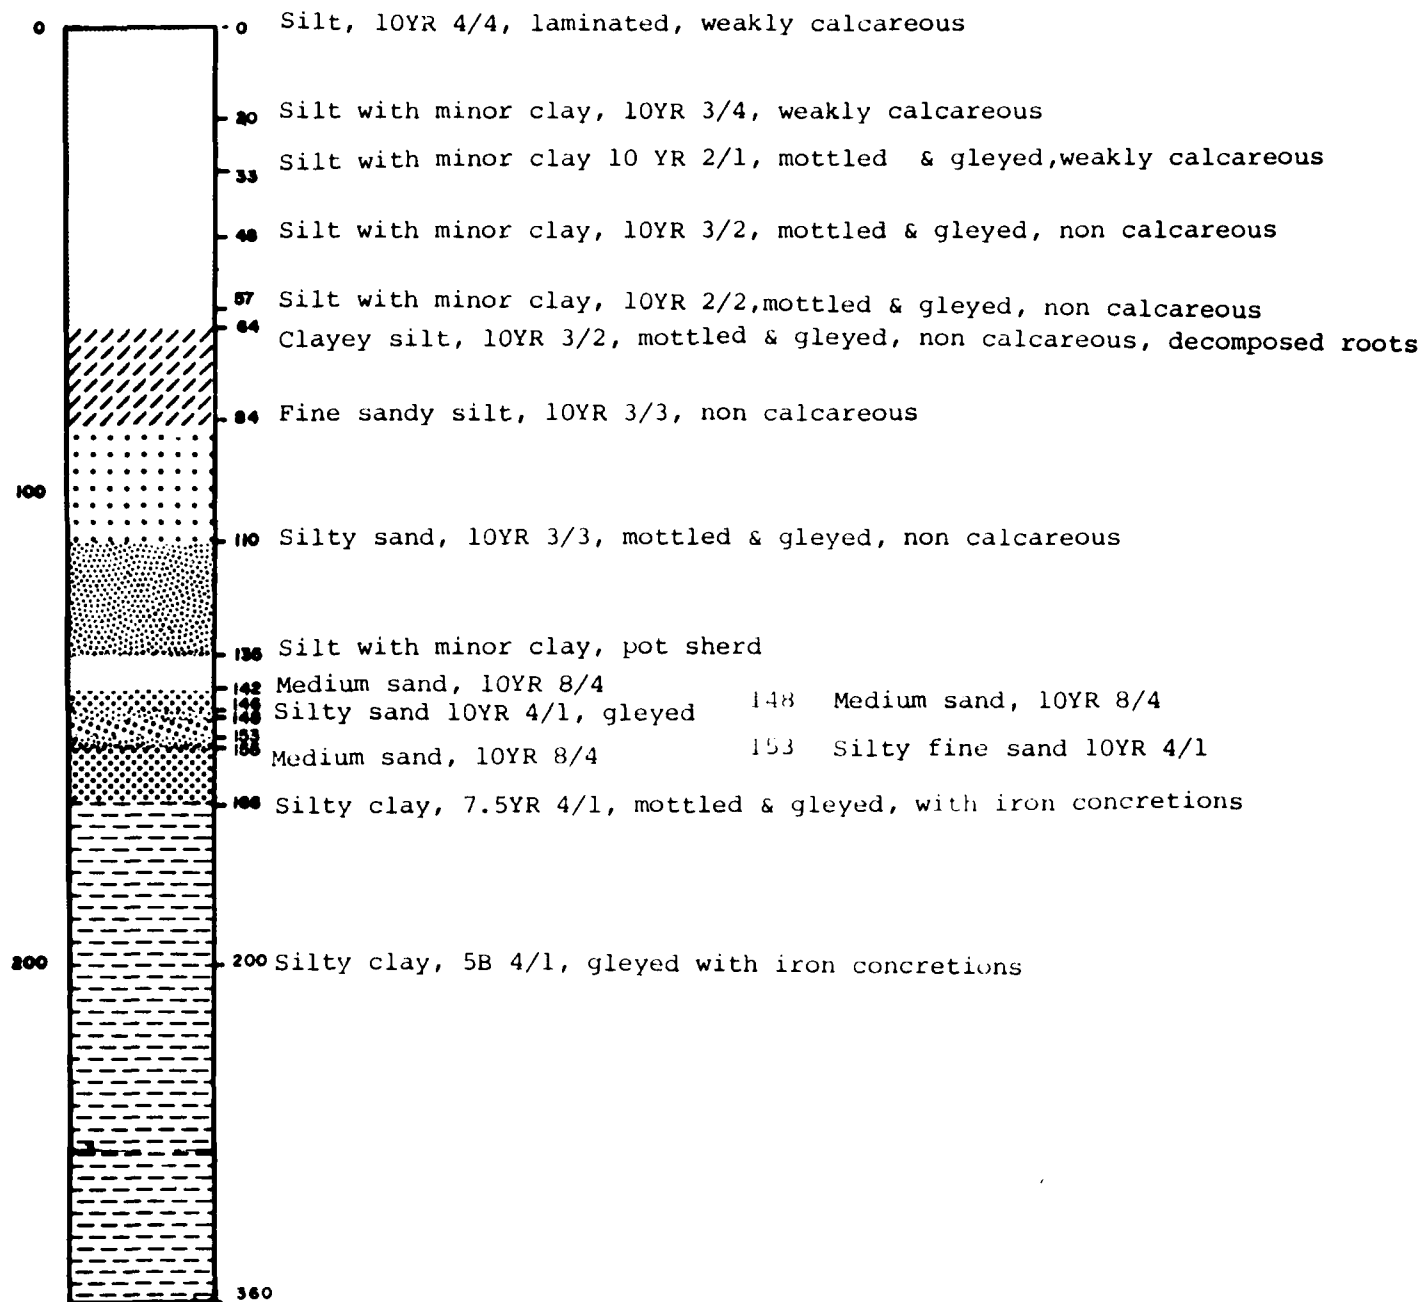 0 0 Silt, 10YR 4/4, laminated, weakly calcareous
20 Silt with minor clay, 10YR 3/4, weakly calcareous
33 Silt with minor clay 10 YR 2/1, mottled & gleyed,weakly calcareous
Silt with minor clay, 10YR 3/2, mottled & gleyed, non calcareous
57 Silt with minor clay, 10YR 2/2,mottled & gleyed, non calcareous
64 Clayey silt, 10YR 3/2, mottled & gleyed, non calcareous, decomposed roots
84 Fine sandy silt, 10YR 3/3, non calcareous
100
110 Silty sand, 10YR 3/3, mottled & gleyed, non calcareous
Silt with minor clay, pot sherd
142 Medium sand, 10YR 8/4
146 Silty sand 10YR 4/1, gleyed
148 148 Medium sand, 10YR 8/4
153 153 Silty fine sand 10YR 4/1
Medium sand, 10YR 8/4
Silty clay, 7.5YR 4/1, mottled & gleyed, with iron concretions
200 200 Silty clay, 5B 4/1, gleyed with iron concretions
360